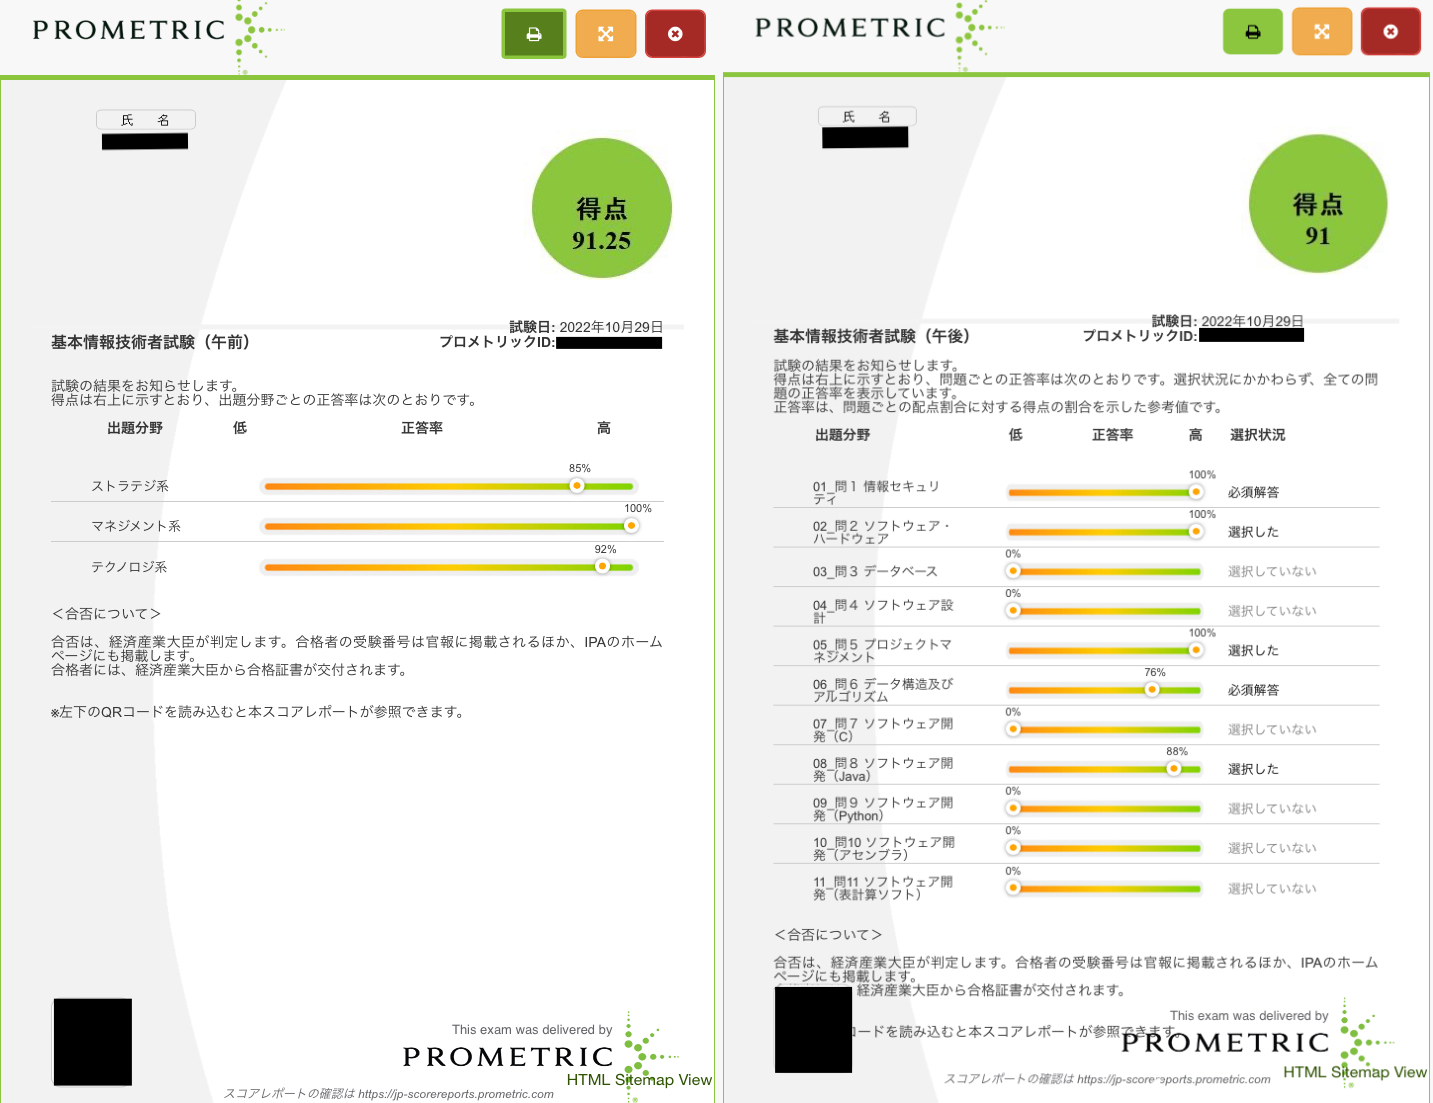 PROMETRIC
氏 名
得点
91.25
試験日: 2022年10月29日
基本情報技術者試験（午前）
プロメトリックID:
試験の結果をお知らせします。
得点は右上に示すとおり、出題分野ごとの正答率は次のとおりです。
出題分野 低 正答率 高
85%
ストラテジ系
100%
マネジメント系
92%
テクノロジ系
＜合否について＞
合否は、経済産業大臣が判定します。合格者の受験番号は官報に掲載されるほか、IPAのホーム
ページにも掲載します。
合格者には、経済産業大臣から合格証書が交付されます。
※左下のQRコードを読み込むと本スコアレポートが参照できます。
This exam was delivered by
PROMETRIC
HTML Sitemap View
スコアレポートの確認は https://jp-scorereports.prometric.com
PROMETRIC
氏 名
得点
91
試験日: 2022年10月29日
基本情報技術者試験（午後）
プロメトリックID:
試験の結果をお知らせします。
得点は右上に示すとおり、問題ごとの正答率は次のとおりです。選択状況にかかわらず、全ての問
題の正答率を表示しています。
正答率は、問題ごとの配点割合に対する得点の割合を示した参考値です。
出題分野 低 正答率 高 選択状況
100%
01_問１ 情報セキュリ
ティ
必須解答
100%
02_問２ ソフトウェア・
ハードウェア
選択した
0%
03_問３ データベース
選択していない
0%
04_問４ ソフトウェア設
計
選択していない
100%
05_問５ プロジェクトマ
ネジメント
選択した
76%
06_問６ データ構造及び
アルゴリズム
必須解答
0%
07_問７ ソフトウェア開
発（C）
選択していない
88%
08_問８ ソフトウェア開
発（Java）
選択した
0%
09_問９ ソフトウェア開
発（Python）
選択していない
0%
10_問10 ソフトウェア開
発（アセンブラ）
選択していない
0%
11_問11 ソフトウェア開
発（表計算ソフト）
選択していない
＜合否について＞
合否は、経済産業大臣が判定します。合格者の受験番号は官報に掲載されるほか、IPAのホーム
ページにも掲載します。
経済産業大臣から合格証書が交付されます。
コードを読み込むと本スコアレポートが参照できます。
This exam was delivered by
PROMETRIC
HTML Sitemap View
スコアレポートの確認は https://jp-scorereports.prometric.com